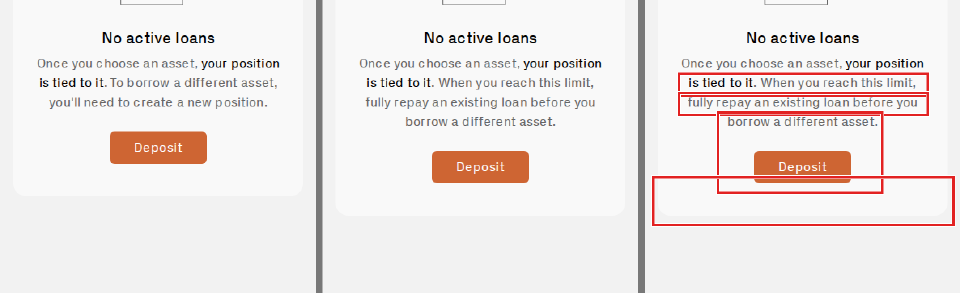 No active loans
Once you choose an asset, your position
is tied to it. To borrow a different asset,
you'll need to create a new position.
Deposit
No active loans
Once you choose an asset, your position
is tied to it. When you reach this limit,
fully repay an existing loan before you
borrow a different asset.
Deposit
No active loans
Once you choose an asset, your position
is tied to it. When you reach this limit,
fully repay an existing loan before you
borrow a different asset.
Deposit